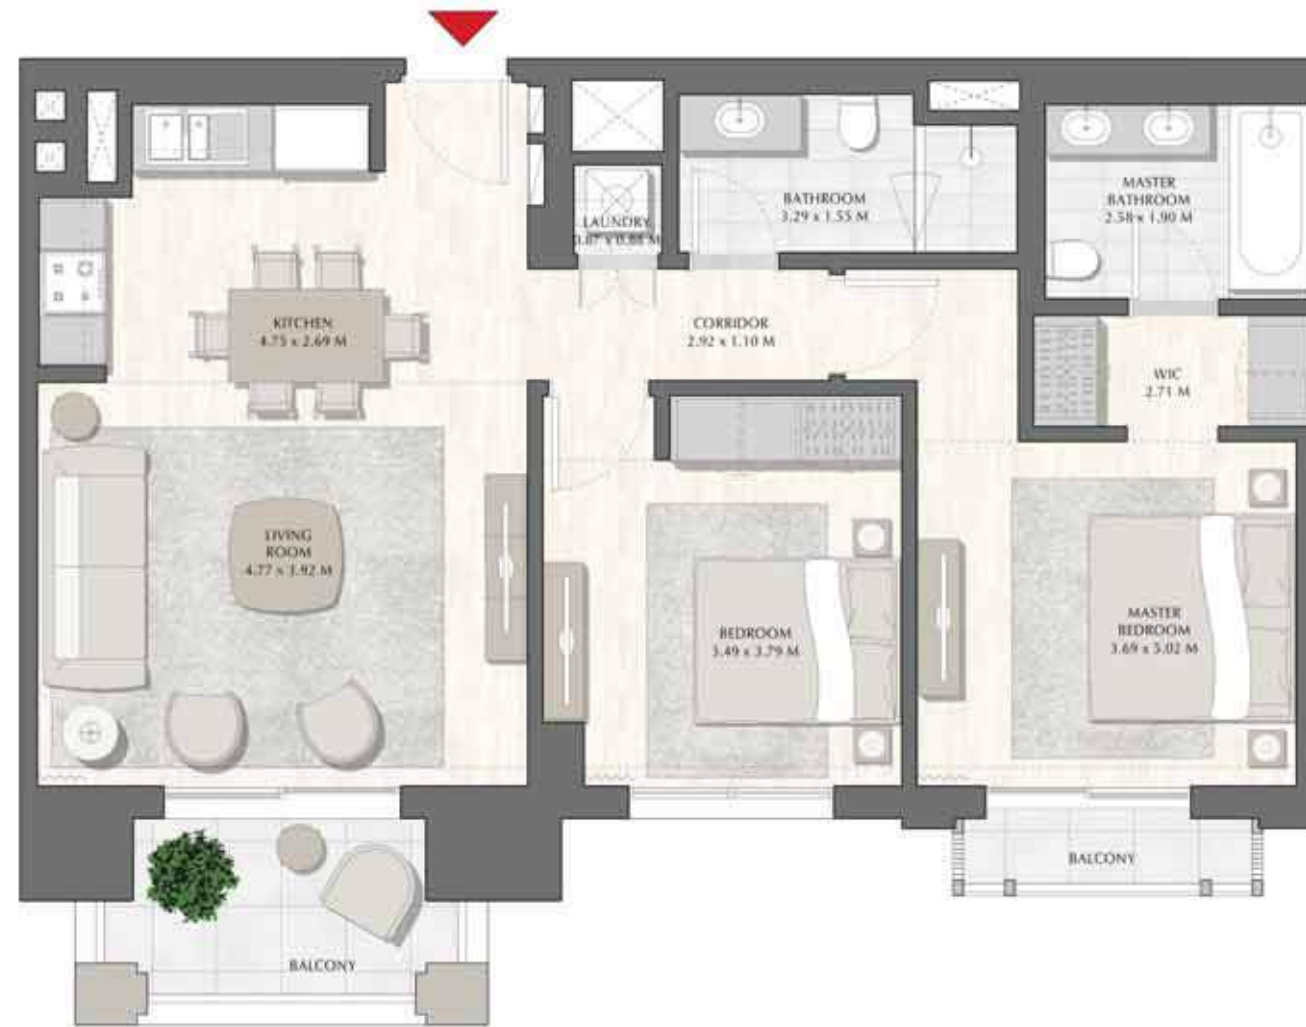 BATHROOM
3.29 x 1.55 M
MASTER
BATHROOM
2.58 x 1.90 M
LAUNDRY
KITCHEN
4.75 x 2.69 M
CORRIDOR
2.92 x 1.10 M
WIC
2.71 M
LIVING
ROOM
4.77 x 3.92 M
BEDROOM
3.49 x 3.79 M
MASTER
BEDROOM
3.69 x 5.02 M
BALCONY
BALCONY